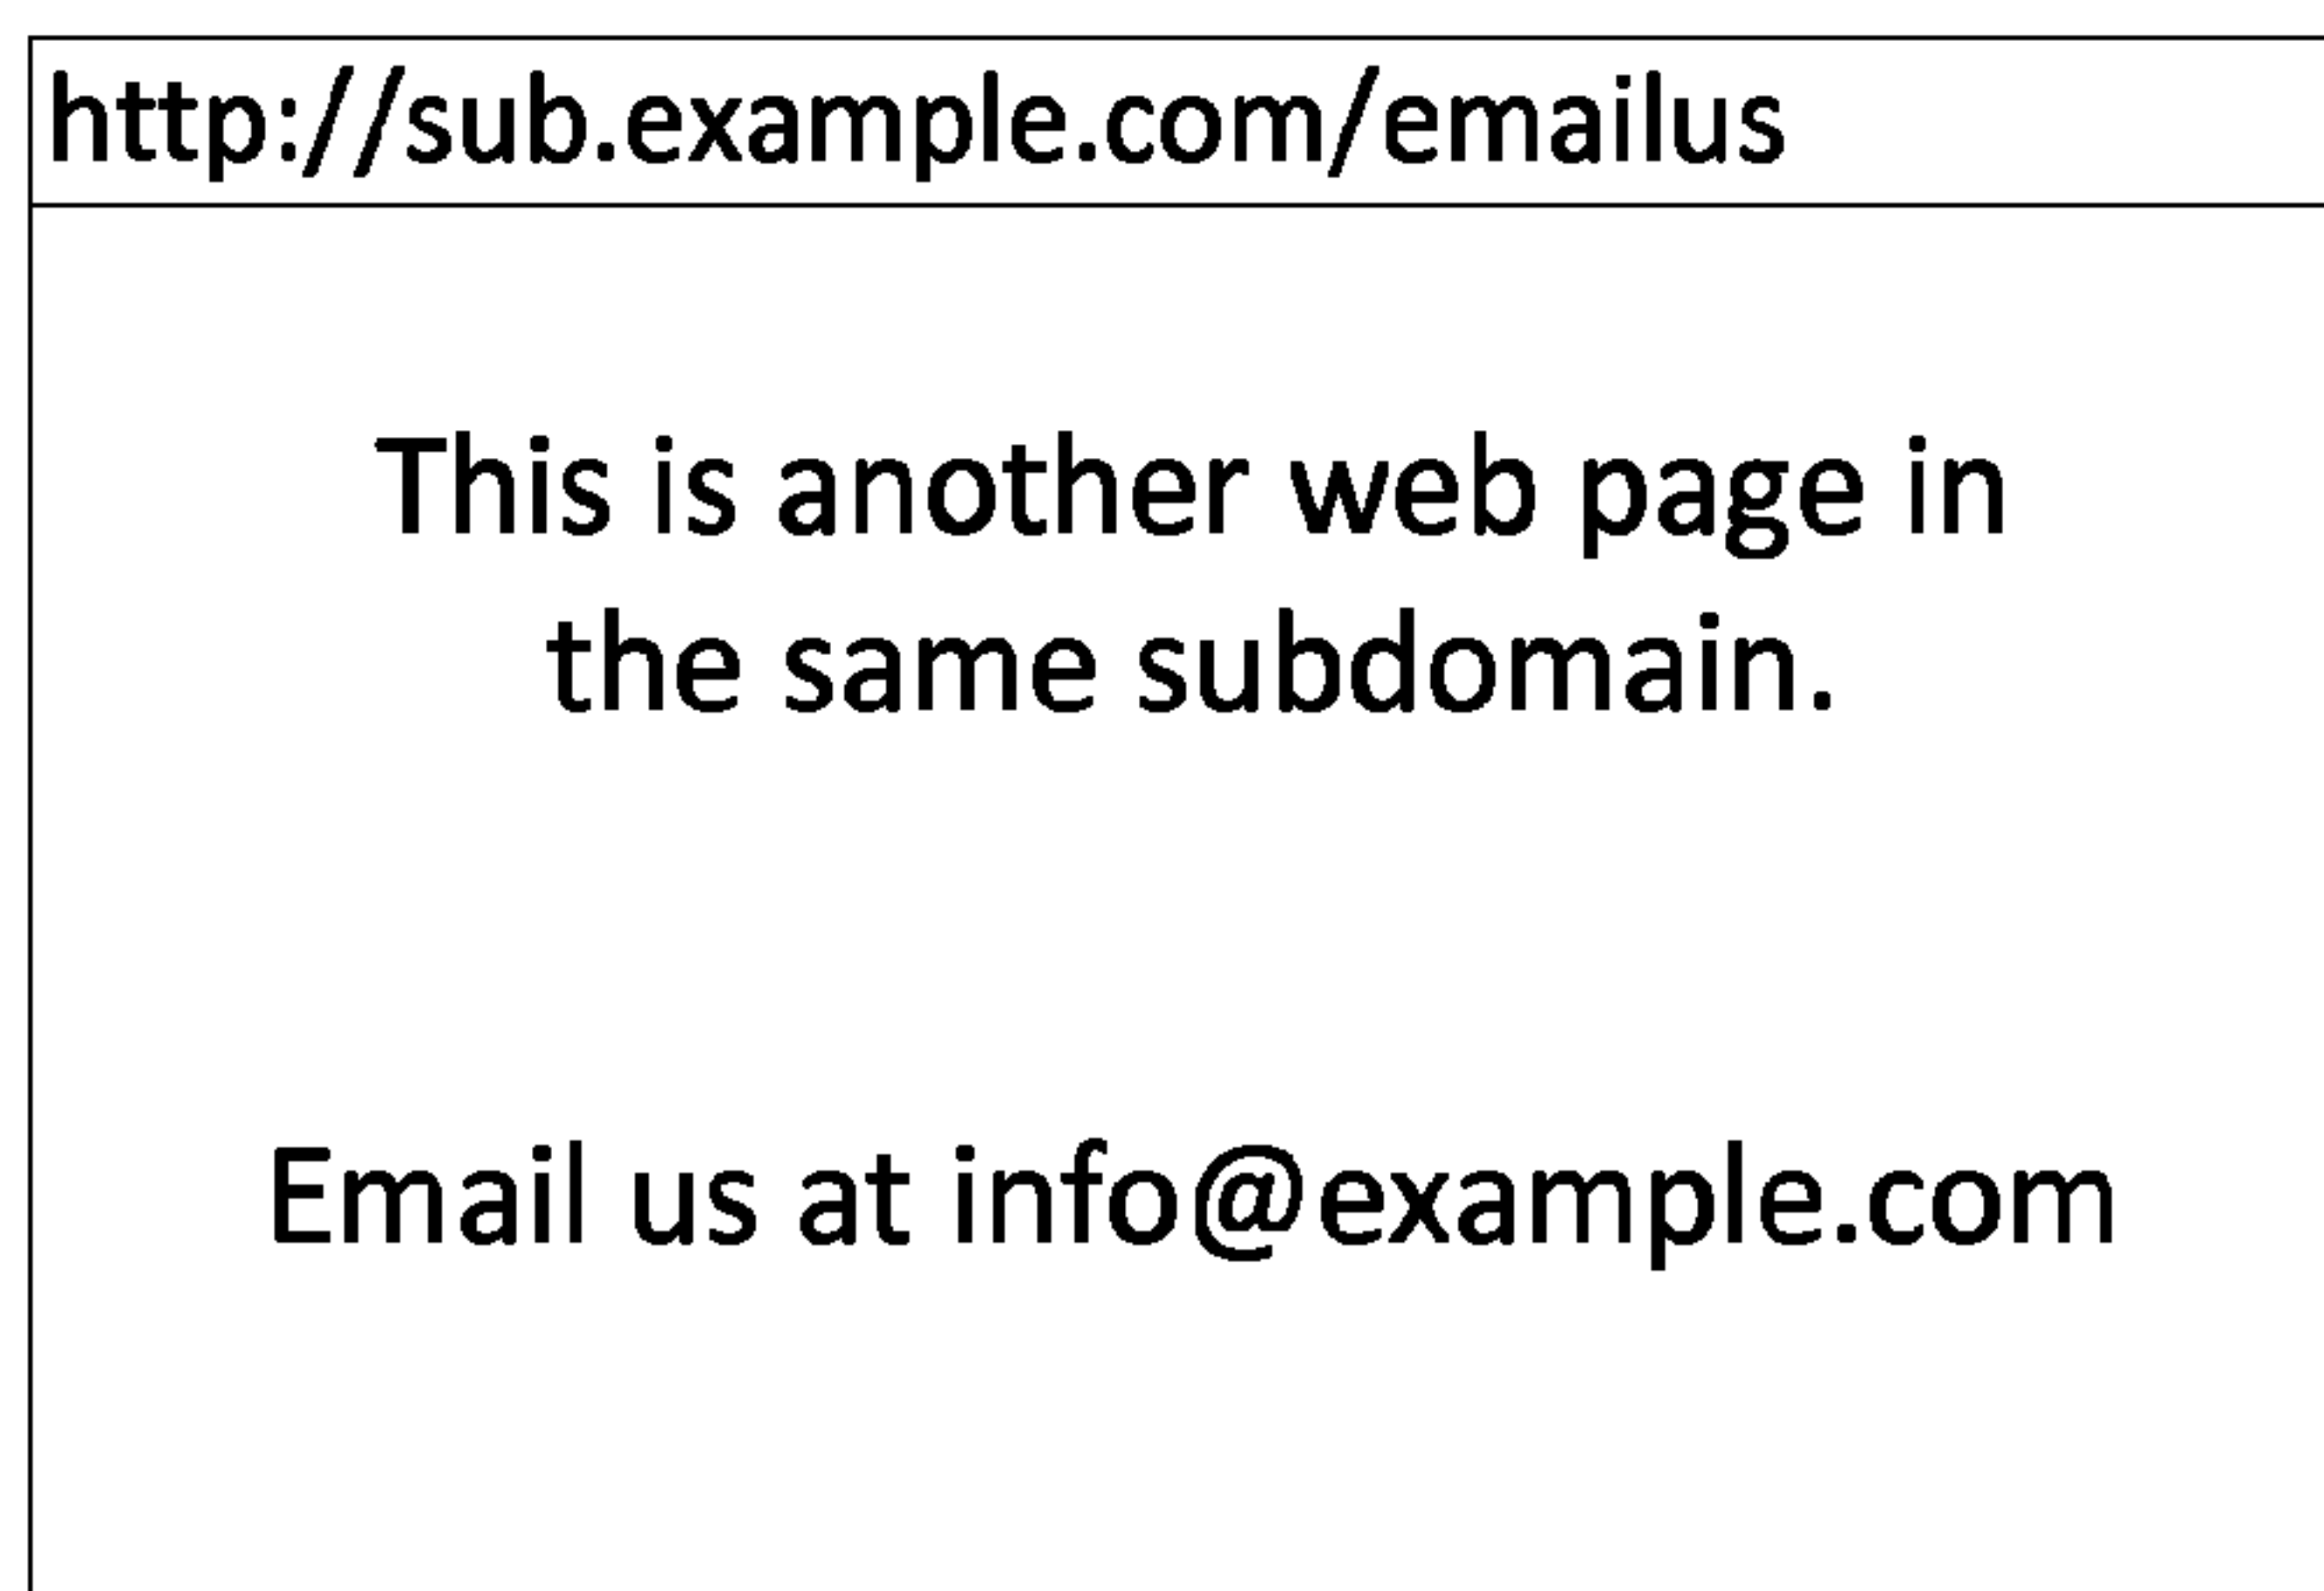 http://sub.example.com/emailus
This is another web page in
the same subdomain.
Email us at info@example.com